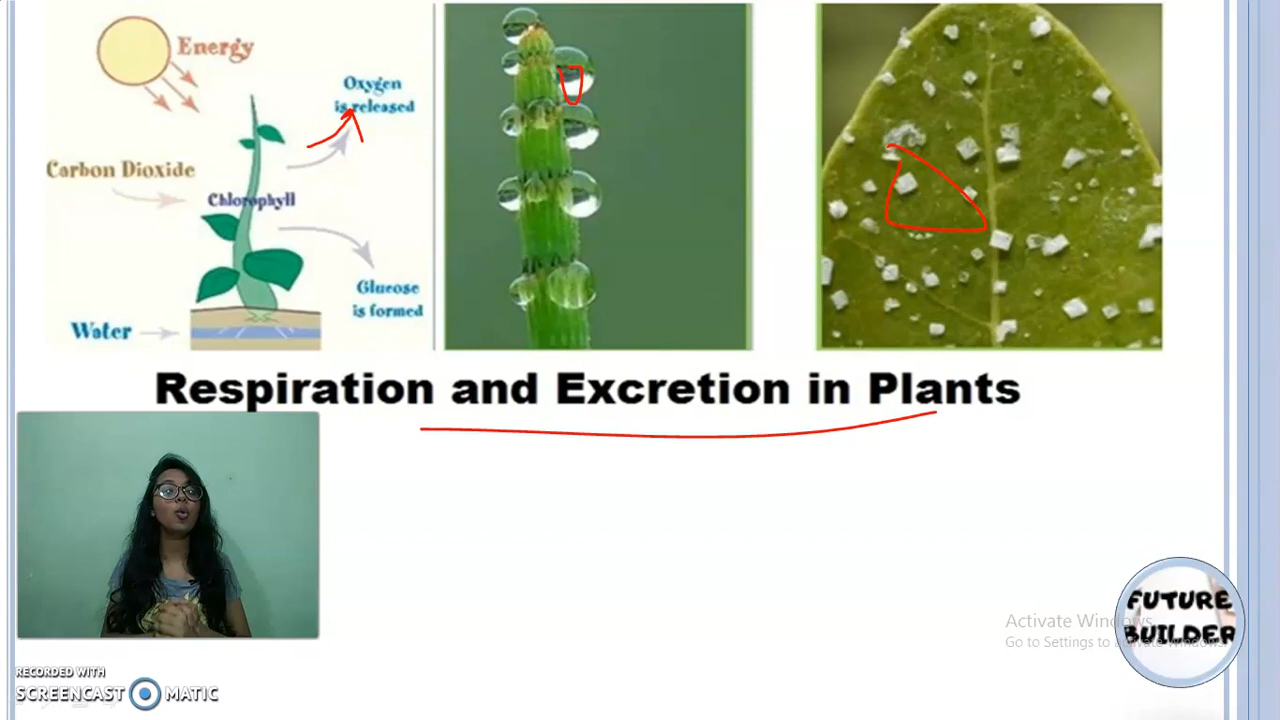 Energy
Oxygen
is released
Carbon Dioxide
Chlorophyll
Glucose
is formed
Water
Respiration and Excretion in Plants
Activate Windows
Go to Settings to activate Windows.
FUTURE
BUILDER
RECORDED WITH
SCREENCAST MATIC